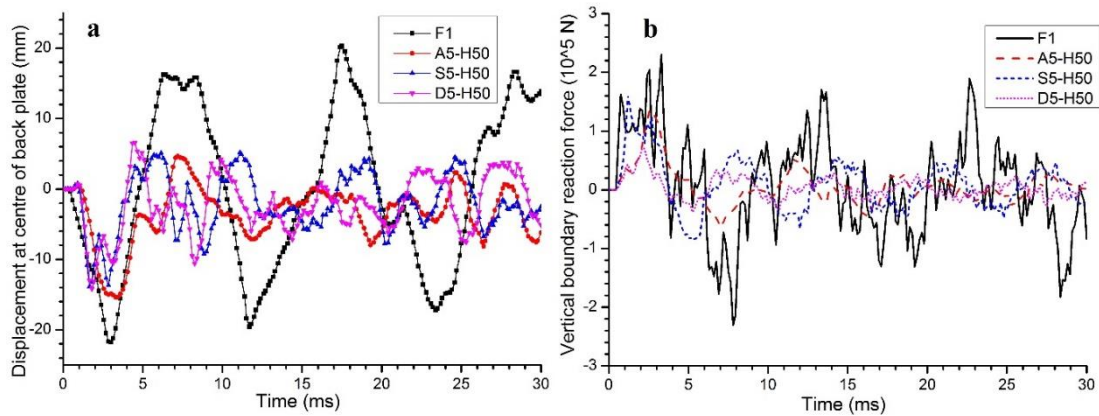 a
F1
A5-H50
S5-H50
D5-H50
Displacement at centre of back plate (mm)
20
10
0
-10
-20
0
5
10
15
20
25
30
Time (ms)
b
F1
A5-H50
S5-H50
D5-H50
Vertical boundary reaction force (10^5 N)
3
2
1
0
-1
-2
-3
0
5
10
15
20
25
30
Time (ms)